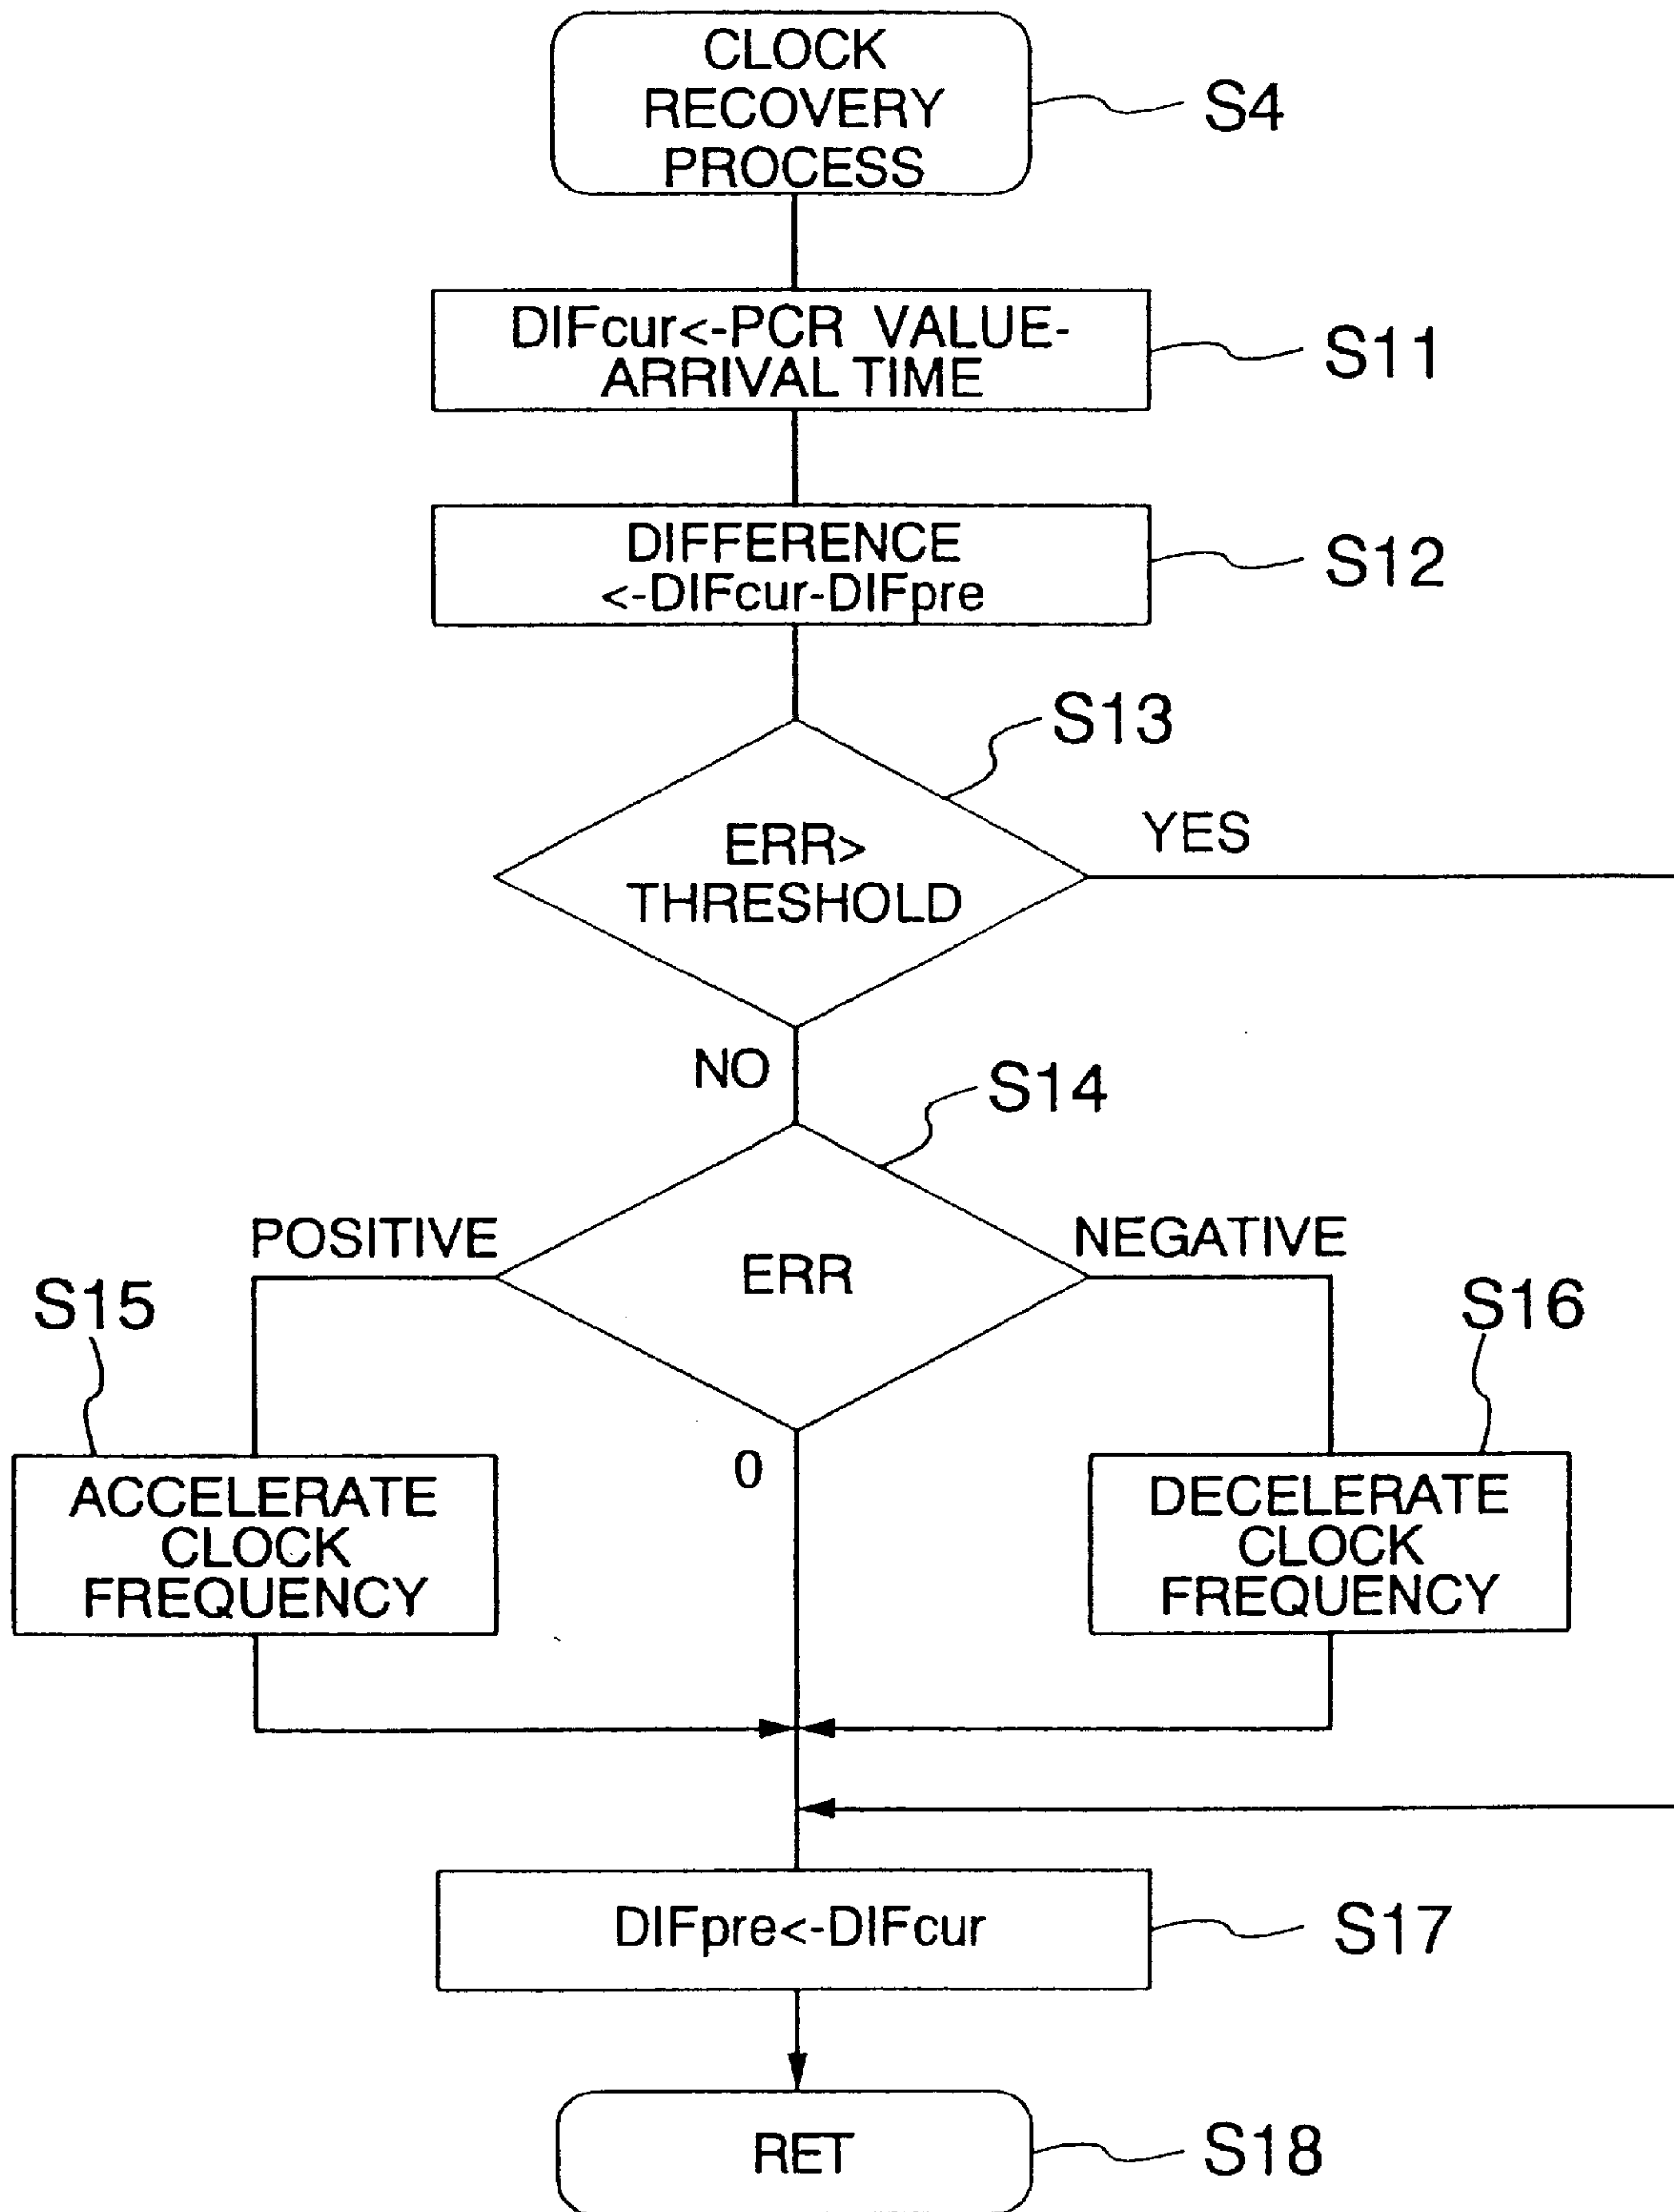 CLOCK
RECOVERY
PROCESS
S4
DIFcur<-PCR VALUE-
ARRIVAL TIME
S11
DIFFERENCE
<-DIFcur-DIFpre
S12
S13
ERR>
THRESHOLD
YES
NO
S14
POSITIVE
ERR
NEGATIVE
S15
S16
0
ACCELERATE
CLOCK
FREQUENCY
DECELERATE
CLOCK
FREQUENCY
DIFpre<-DIFcur
S17
RET
S18